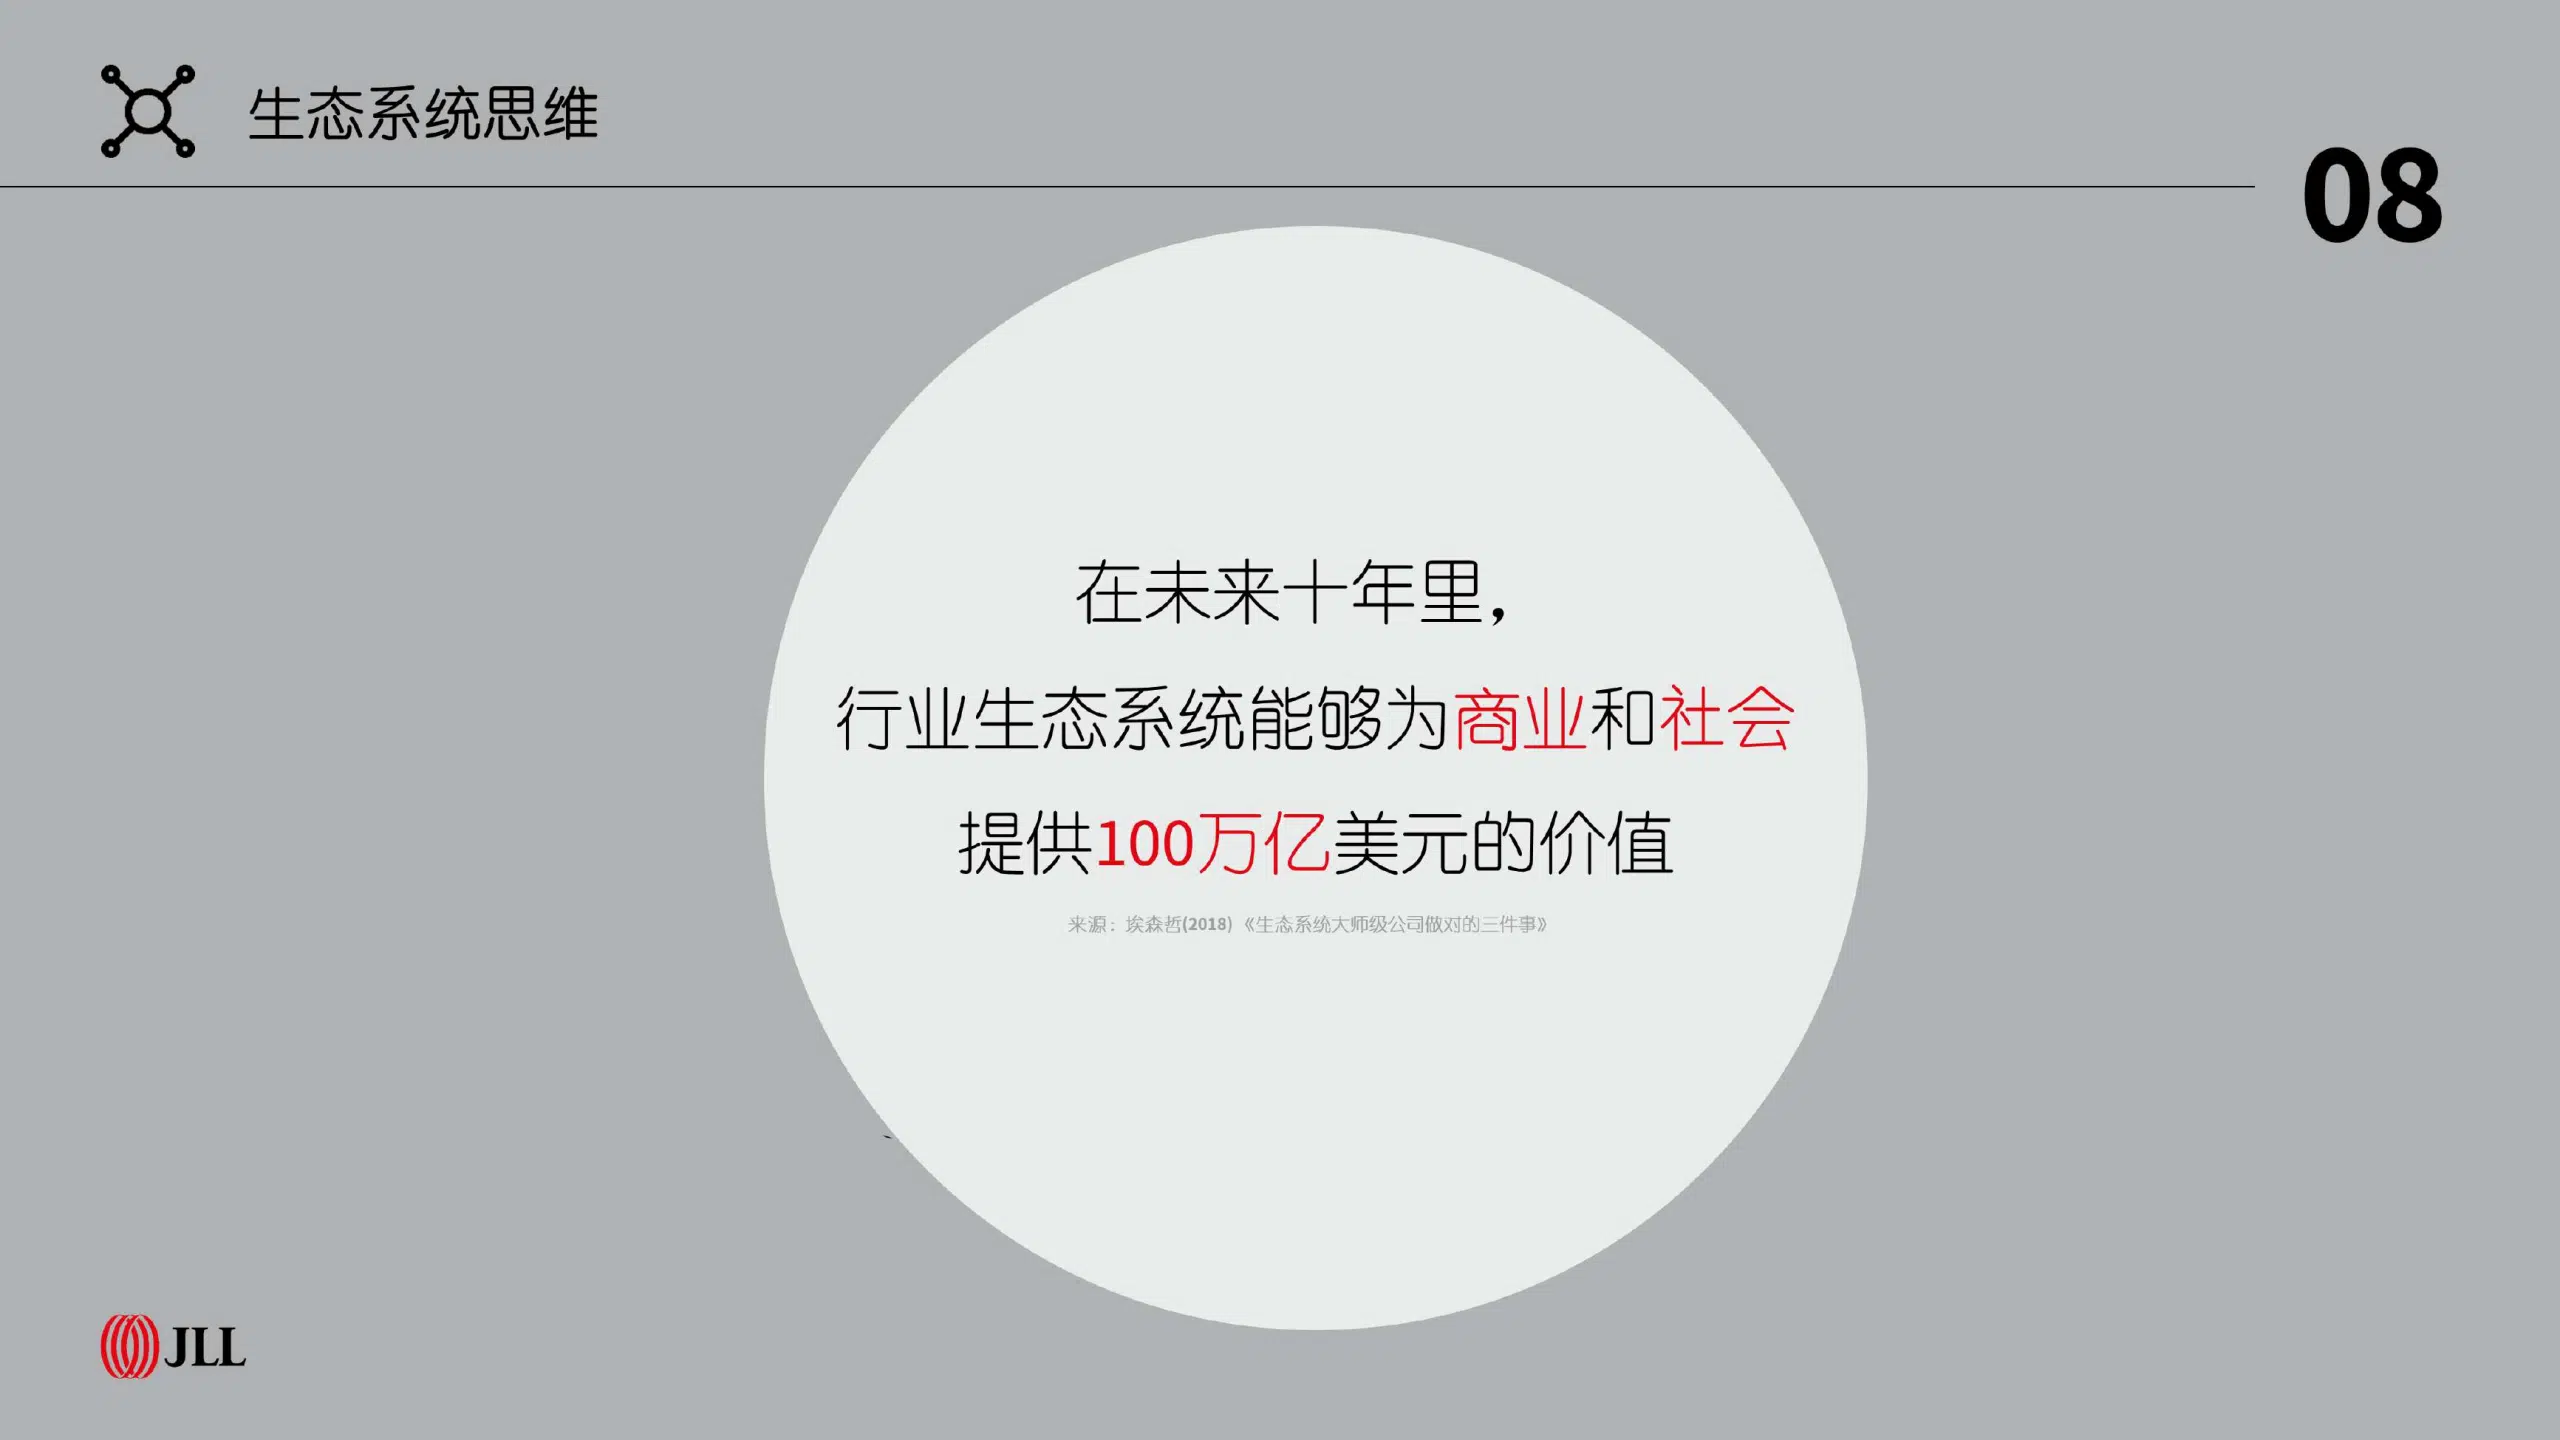 生态系统思维
08
在未来十年里，
行业生态系统能够为商业和社会
提供100万亿美元的价值
来源：埃森哲(2018)《生态系统大师级公司做对的三件事》
JLL